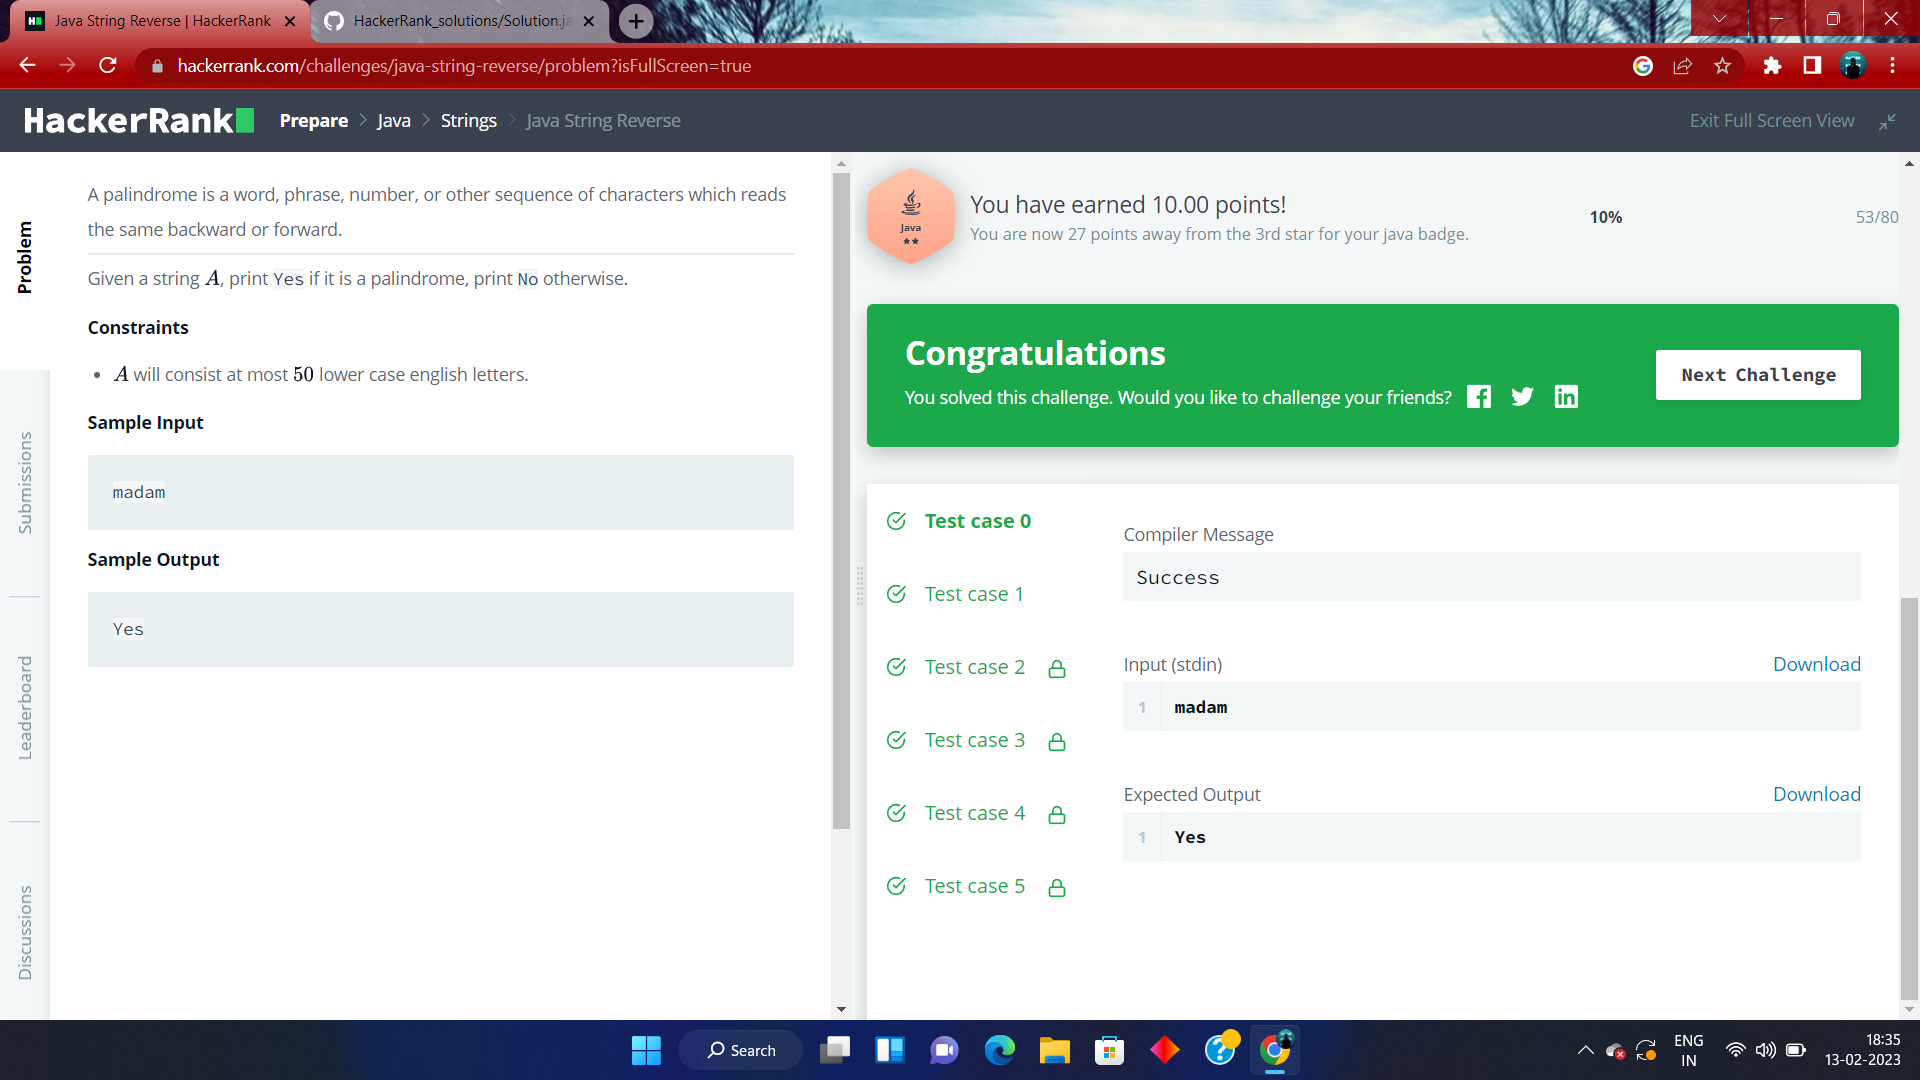 Java String Reverse | HackerRank
HackerRank_solutions/Solution.ja
hackerrank.com/challenges/java-string-reverse/problem?isFullScreen=true
HackerRank
Prepare > Java > Strings > Java String Reverse
Exit Full Screen View
Problem
Submissions
Leaderboard
Discussions
A palindrome is a word, phrase, number, or other sequence of characters which reads
the same backward or forward.
Given a string A, print Yes if it is a palindrome, print No otherwise.
Constraints
• A will consist at most 50 lower case english letters.
Sample Input
madam
Sample Output
Yes
Java
You have earned 10.00 points!
You are now 27 points away from the 3rd star for your java badge.
10%
53/80
Congratulations
You solved this challenge. Would you like to challenge your friends?
Next Challenge
Test case 0
Test case 1
Test case 2
Test case 3
Test case 4
Test case 5
Compiler Message
Success
Input (stdin)
Download
1 madam
Expected Output
Download
1 Yes
Search
ENG
IN
18:35
13-02-2023